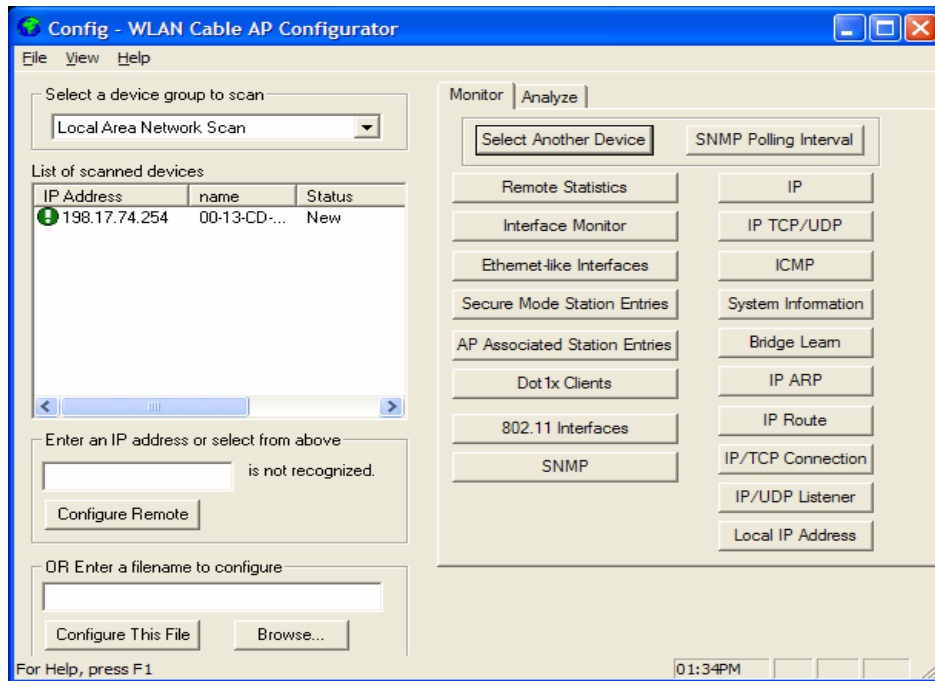 Config - WLAN Cable AP Configurator
File View Help
Select a device group to scan
Local Area Network Scan
List of scanned devices
IP Address name Status
198.17.74.254 00-13-CD-... New
Enter an IP address or select from above
is not recognized.
Configure Remote
OR Enter a filename to configure
Configure This File Browse...
Monitor Analyze
Select Another Device SNMP Polling Interval
Remote Statistics IP
Interface Monitor IP TCP/UDP
Ethernet-like Interfaces ICMP
Secure Mode Station Entries System Information
AP Associated Station Entries Bridge Learn
Dot1x Clients IP ARP
802.11 Interfaces IP Route
SNMP IP/TCP Connection
IP/UDP Listener
Local IP Address
For Help, press F1 01:34PM